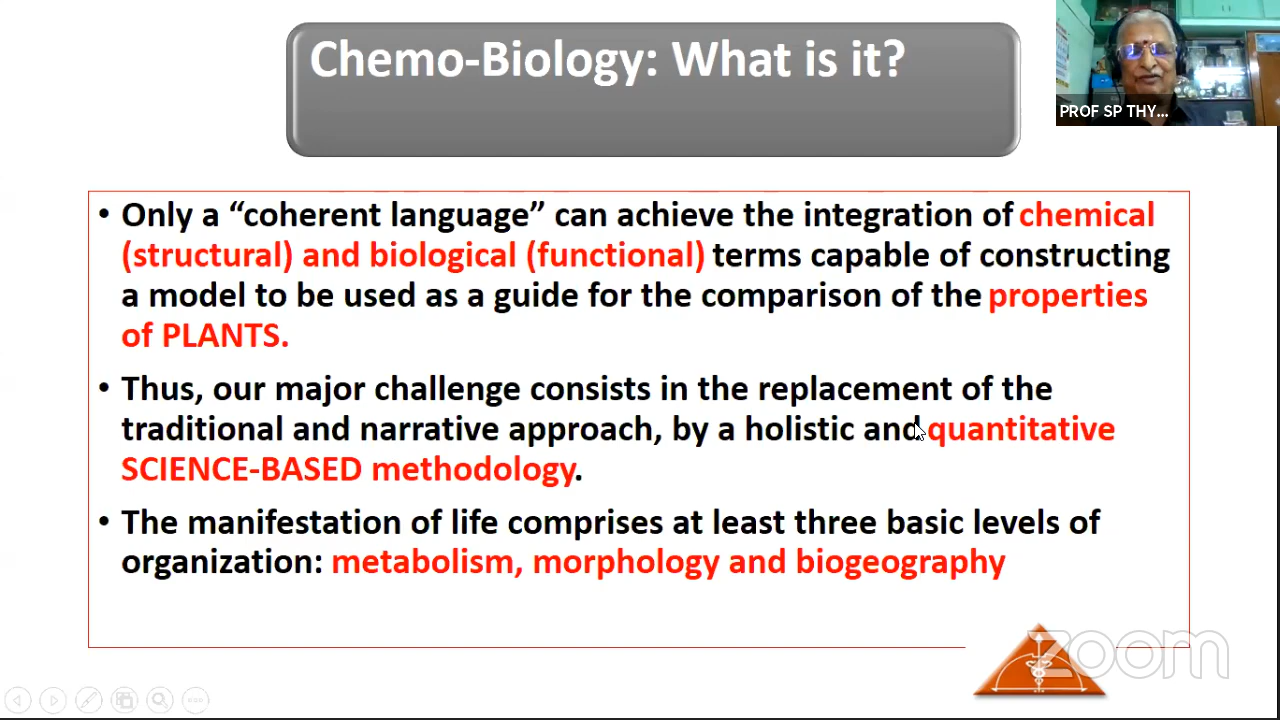 Chemo-Biology: What is it?
PROF SP THY...
• Only a “coherent language” can achieve the integration of chemical
(structural) and biological (functional) terms capable of constructing
a model to be used as a guide for the comparison of the properties
of PLANTS.
• Thus, our major challenge consists in the replacement of the
traditional and narrative approach, by a holistic and quantitative
SCIENCE-BASED methodology.
• The manifestation of life comprises at least three basic levels of
organization: metabolism, morphology and biogeography
zoom